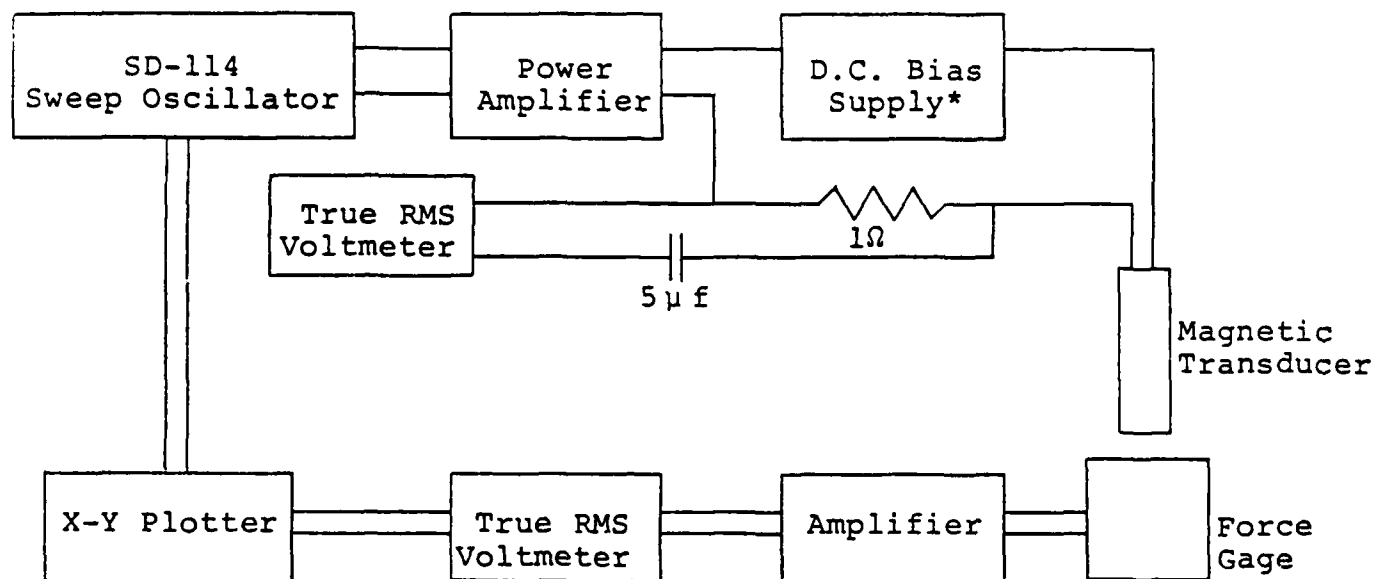 SD-114
Sweep Oscillator
Power
Amplifier
D.C. Bias
Supply*
True RMS
Voltmeter
1Ω
5μf
Magnetic
Transducer
X-Y Plotter
True RMS
Voltmeter
Amplifier
Force
Gage